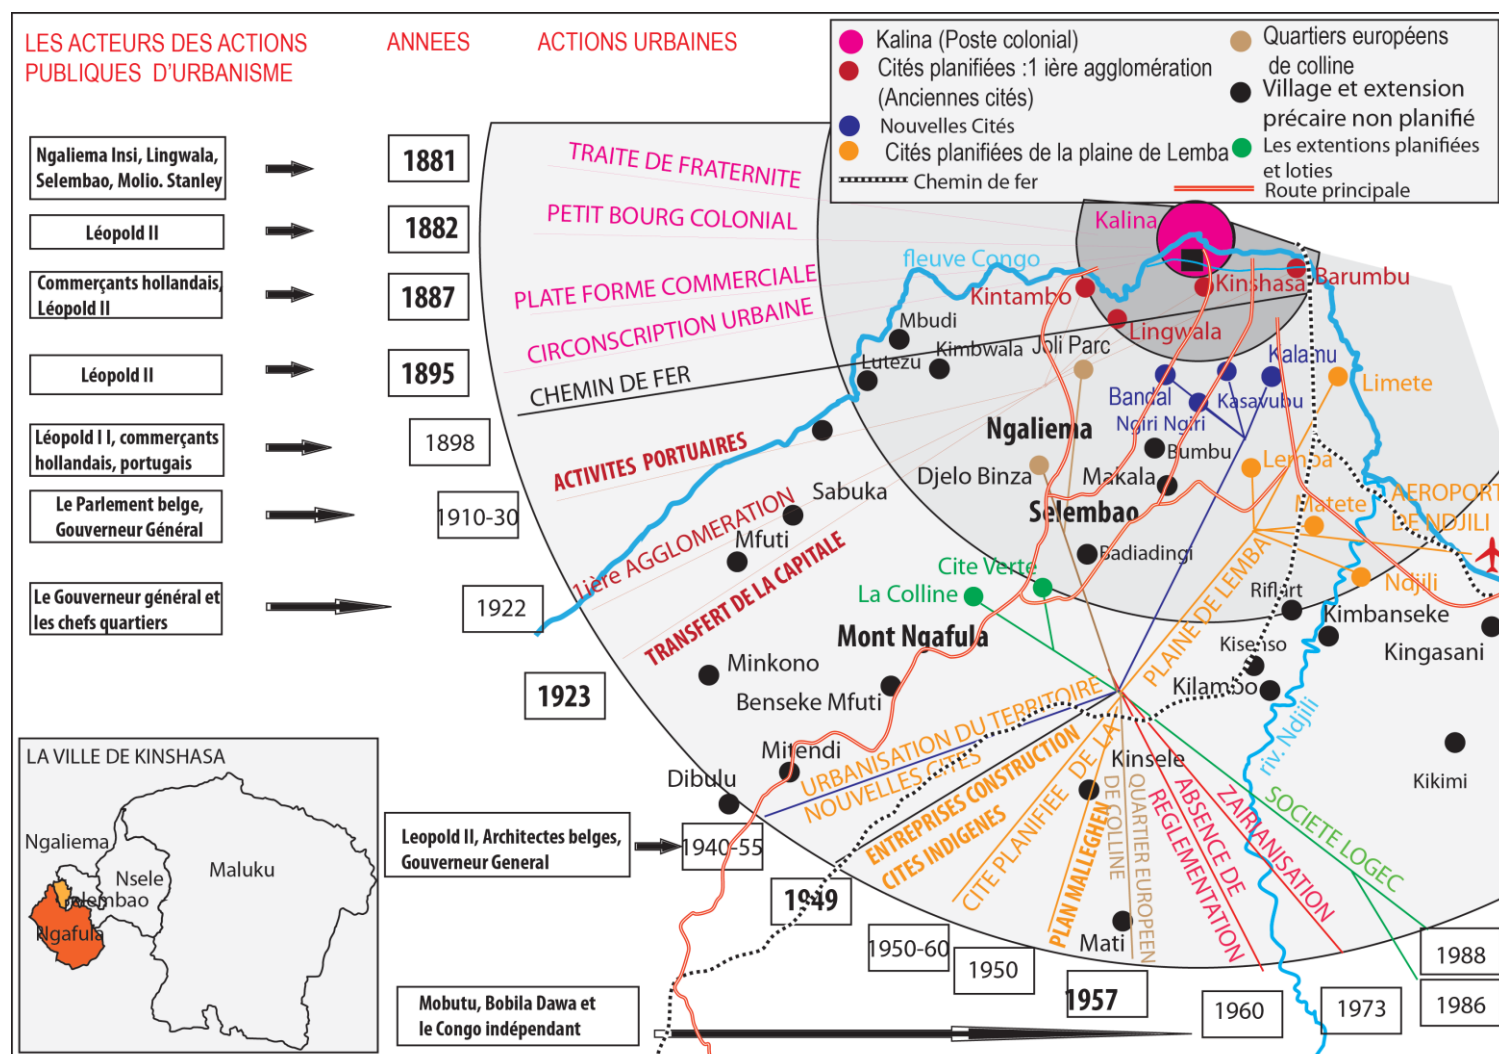 LES ACTEURS DES ACTIONS
PUBLIQUES D'URBANISME
ANNEES
ACTIONS URBAINES
Kalina (Poste colonial)
Cités planifiées :1 ière agglomération
(Anciennes cités)
Nouvelles Cités
Cités planifiées de la plaine de Lemba
Chemin de fer
Quartiers européens
de colline
Village et extension
précaire non planifié
Les extentions planifiées
et loties
Route principale
Ngaliema Insi, Lingwala,
Selembao, Molio. Stanley
1881
TRAITE DE FRATERNITE
Léopold II
1882
PETIT BOURG COLONIAL
Commerçants hollandais,
Léopold II
1887
PLATE FORME COMMERCIALE
CIRCONSCRIPTION URBAINE
Léopold II
1895
CHEMIN DE FER
Léopold I I, commerçants
hollandais, portugais
1898
ACTIVITES PORTUAIRES
Le Parlement belge,
Gouverneur Général
1910-30
1ière AGGLOMERATION
Le Gouverneur général et
les chefs quartiers
1922
TRANSFERT DE LA CAPITALE
1923
Kalina
fleuve Congo
Kintambo
Kinshasa
Barumbu
Lingwala
Mbudi
Kimbwala
Joli Parc
Lutezu
Kalamu
Limete
Bandal
Kasavubu
Ngiri Ngiri
Ngaliema
Bumbu
Djelo Binza
Makala
Lemba
Sabuka
Selembao
Matete
AEROPORT
DE NDJILI
Mfuti
Badiadingi
Cite Verte
La Colline
Ndjili
Riflart
Kimbanseke
Mont Ngafula
PLAINE DE LEMBA
Kisenso
Kingasani
Minkono
Benseke Mfuti
Kilambo
riv. Ndjili
Mitendi
Dibulu
Kinsele
Kikimi
Mati
URBANISATION DU TERRITOIRE
NOUVELLES CITES
ENTREPRISES CONSTRUCTION
CITES INDIGENES
CITE PLANIFIEE DE LA
PLAN MALLEGHEN
QUARTIER EUROPEEN
DE COLLINE
ABSENCE DE
REGLEMENTATION
ZAIRIANISATION
SOCIETE LOGEC
LA VILLE DE KINSHASA
Ngaliema
Nsele
Maluku
Selembao
Ngafula
Leopold II, Architectes belges,
Gouverneur General
1940-55
1949
1950-60
1950
1957
1960
1973
1988
1986
Mobutu, Bobila Dawa et
le Congo indépendant